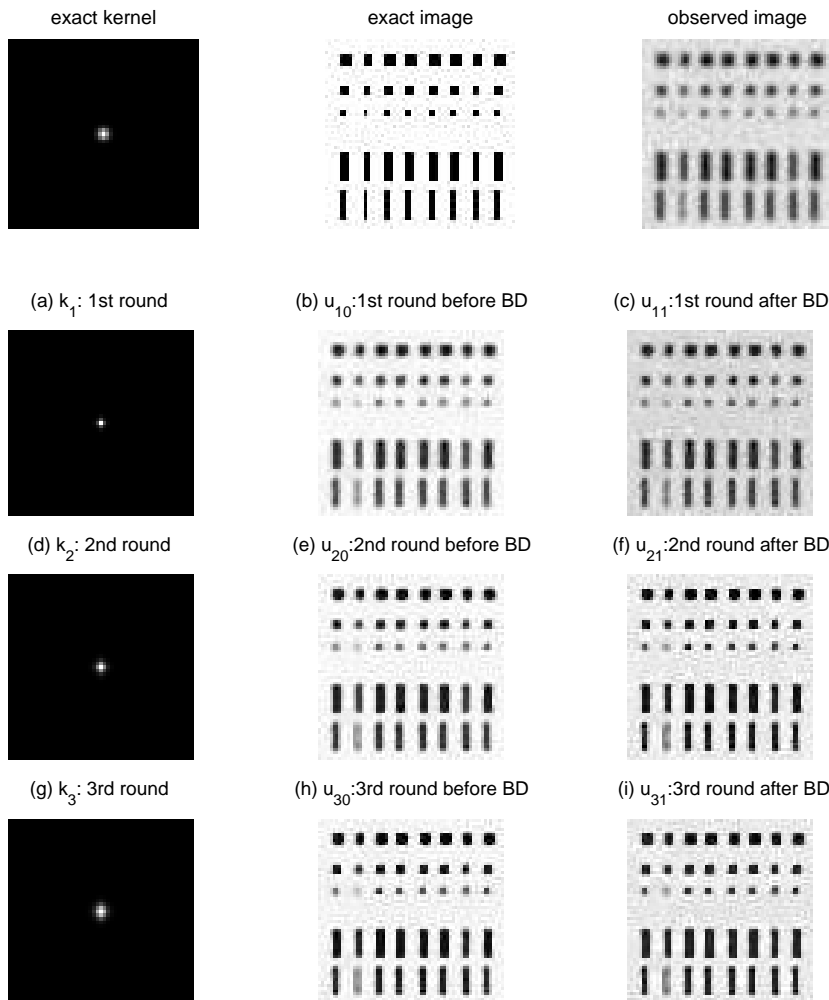 exact kernel
exact image
observed image
(a) k₁: 1st round
(b) u₁₀:1st round before BD
(c) u₁₁:1st round after BD
(d) k₂: 2nd round
(e) u₂₀:2nd round before BD
(f) u₂₁:2nd round after BD
(g) k₃: 3rd round
(h) u₃₀:3rd round before BD
(i) u₃₁:3rd round after BD